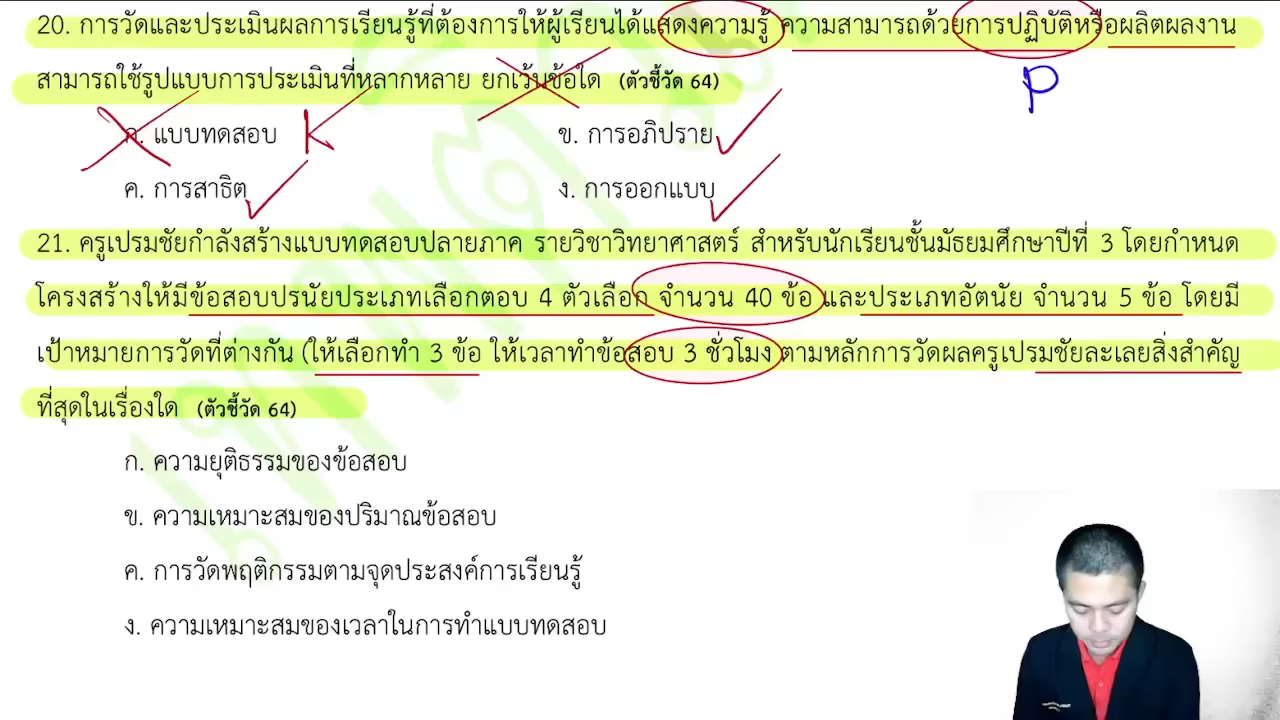 20. การวัดและประเมินผลการเรียนรู้ที่ต้องการให้ผู้เรียนได้แสดงความรู้ ความสามารถด้วยการปฏิบัติหรือผลิตผลงาน
สามารถใช้รูปแบบการประเมินที่หลากหลาย ยกเว้นข้อใด (ตัวชี้วัด 64)
P
ก. แบบทดสอบ K ข. การอภิปราย
ค. การสาธิต ง. การออกแบบ
21. ครูเปรมชัยกำลังสร้างแบบทดสอบปลายภาค รายวิชาวิทยาศาสตร์ สำหรับนักเรียนชั้นมัธยมศึกษาปีที่ 3 โดยกำหนด
โครงสร้างให้มีข้อสอบปรนัยประเภทเลือกตอบ 4 ตัวเลือก จำนวน 40 ข้อ และประเภทอัตนัย จำนวน 5 ข้อ โดยมี
เป้าหมายการวัดที่ต่างกัน (ให้เลือกทำ 3 ข้อ ให้เวลาทำข้อสอบ 3 ชั่วโมง ตามหลักการวัดผลครูเปรมชัยละเลยสิ่งสำคัญ
ที่สุดในเรื่องใด (ตัวชี้วัด 64)
ก. ความยุติธรรมของข้อสอบ
ข. ความเหมาะสมของปริมาณข้อสอบ
ค. การวัดพฤติกรรมตามจุดประสงค์การเรียนรู้
ง. ความเหมาะสมของเวลาในการทำแบบทดสอบ